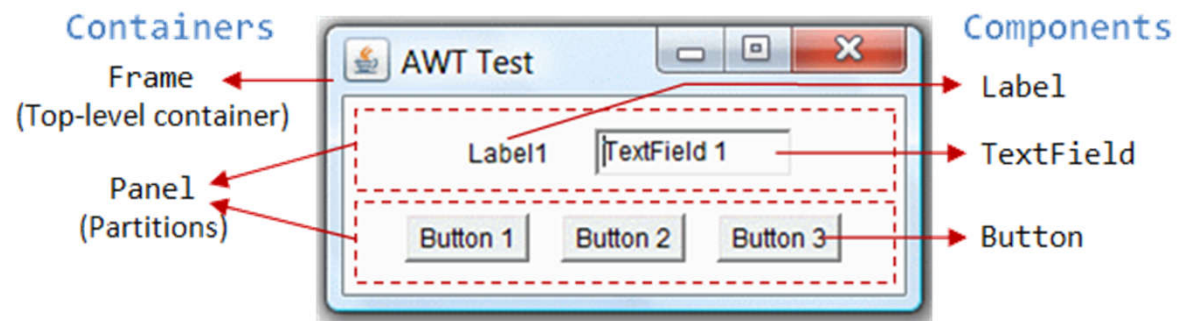 Containers
Components
Frame
(Top-level container)
AWT Test
Label
Label1
TextField 1
TextField
Panel
(Partitions)
Button 1
Button 2
Button 3
Button